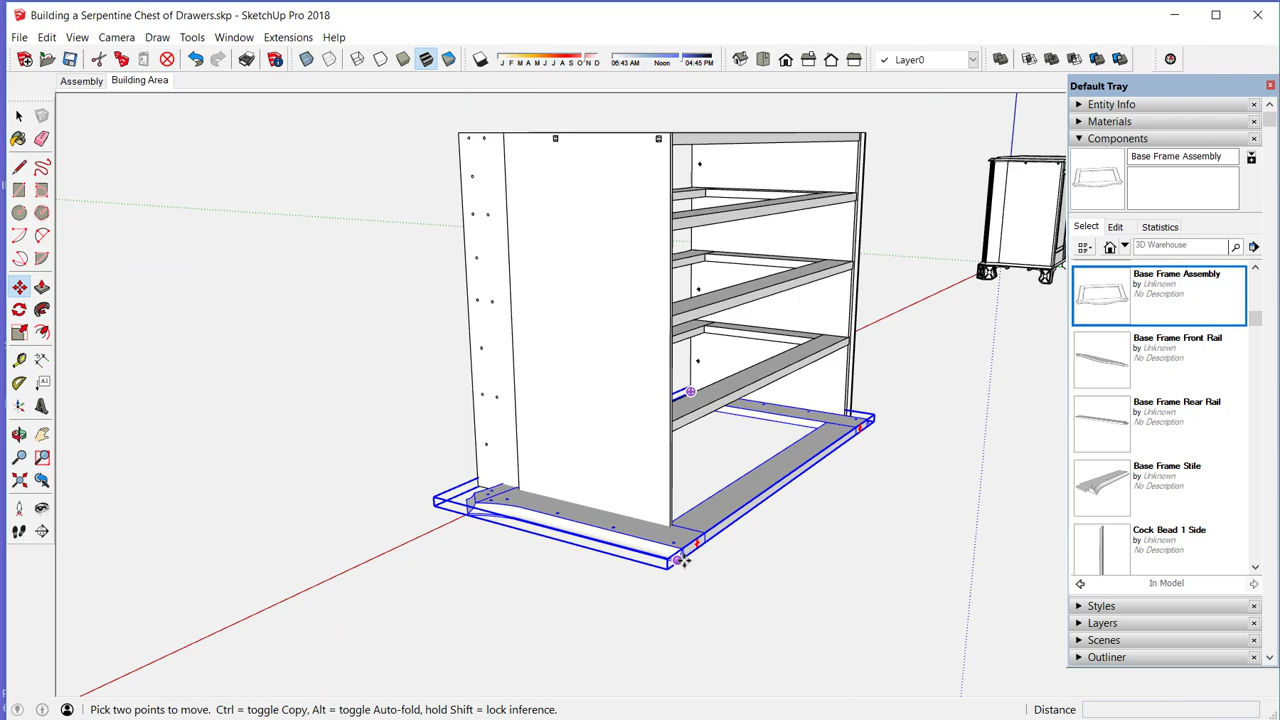 Building a Serpentine Chest of Drawers.skp - SketchUp Pro 2018
File Edit View Camera Draw Tools Window Extensions Help
J F M A M J J A S O N D
06:43 AM Noon 04:45 PM
Layer0
Assembly
Building Area
Default Tray
Entity Info
Materials
Components
Base Frame Assembly
Select Edit Statistics
3D Warehouse
Base Frame Assembly
by Unknown
No Description
Base Frame Front Rail
by Unknown
No Description
Base Frame Rear Rail
by Unknown
No Description
Base Frame Stile
by Unknown
No Description
Cock Bead 1 Side
by Unknown
No Description
In Model
Styles
Layers
Scenes
Outliner
Pick two points to move. Ctrl = toggle Copy, Alt = toggle Auto-fold, hold Shift = lock inference.
Distance